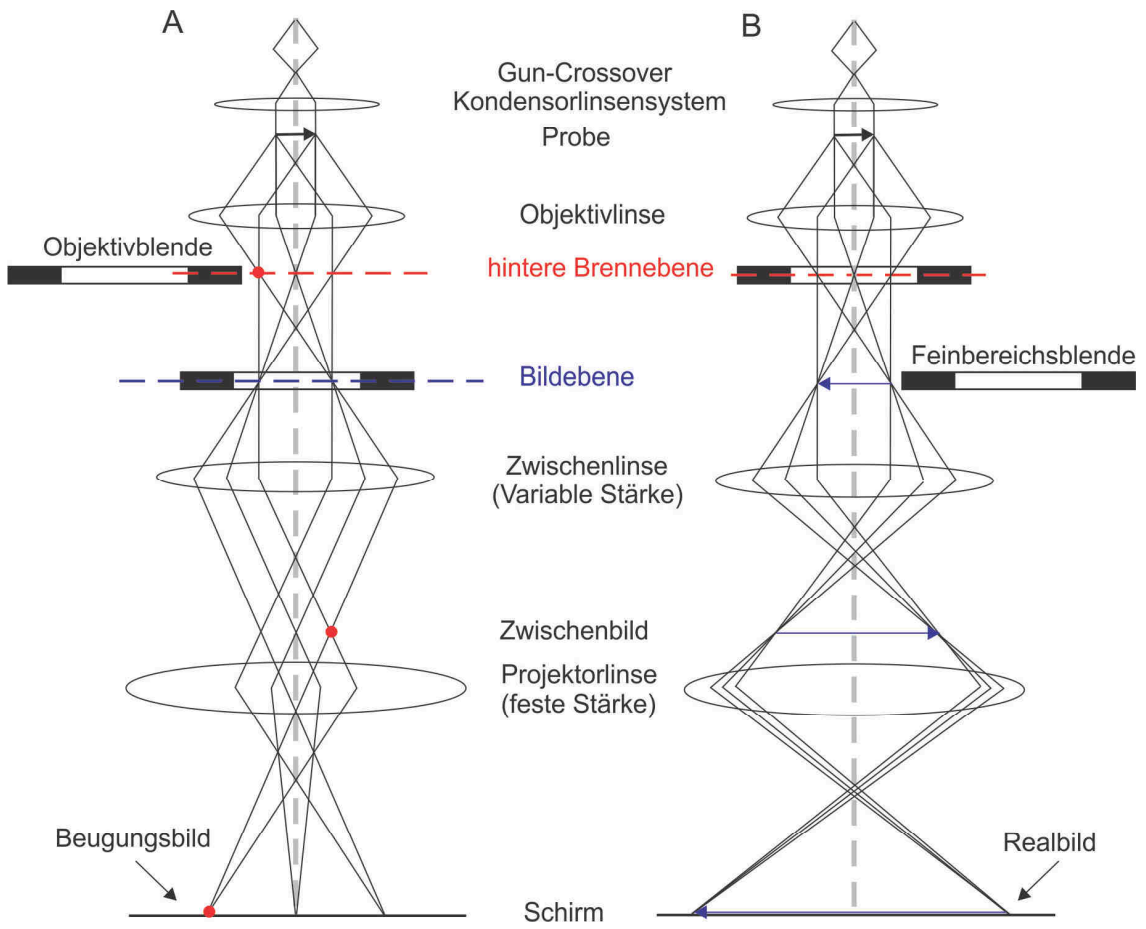 A
B
Gun-Crossover
Kondensorlinsensystem
Probe
Objektivlinse
Objektivblende
hintere Brennebene
Feinbereichsblende
Bildebene
Zwischenlinse
(Variable Stärke)
Zwischenbild
Projektorlinse
(feste Stärke)
Beugungsbild
Realbild
Schirm